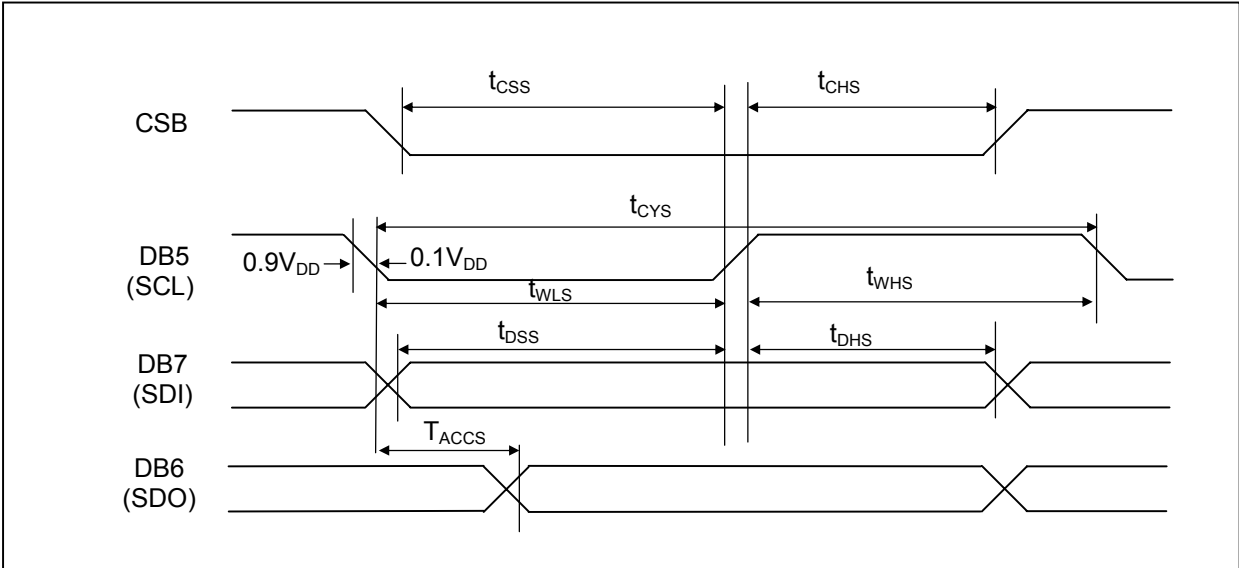 tCSS
tCHS
CSB
tCYS
DB5
(SCL)
0.9VDD
0.1VDD
tWLS
tWHS
tDSS
tDHS
DB7
(SDI)
TACCS
DB6
(SDO)